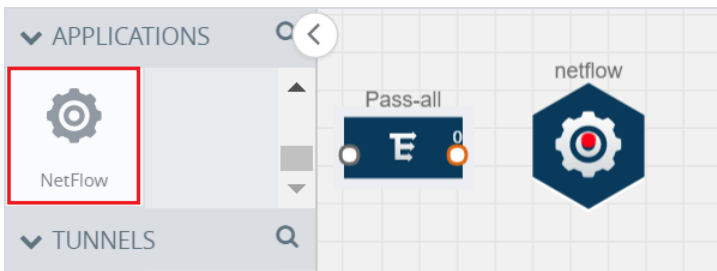 APPLICATIONS
NetFlow
TUNNELS
Pass-all
0
netflow